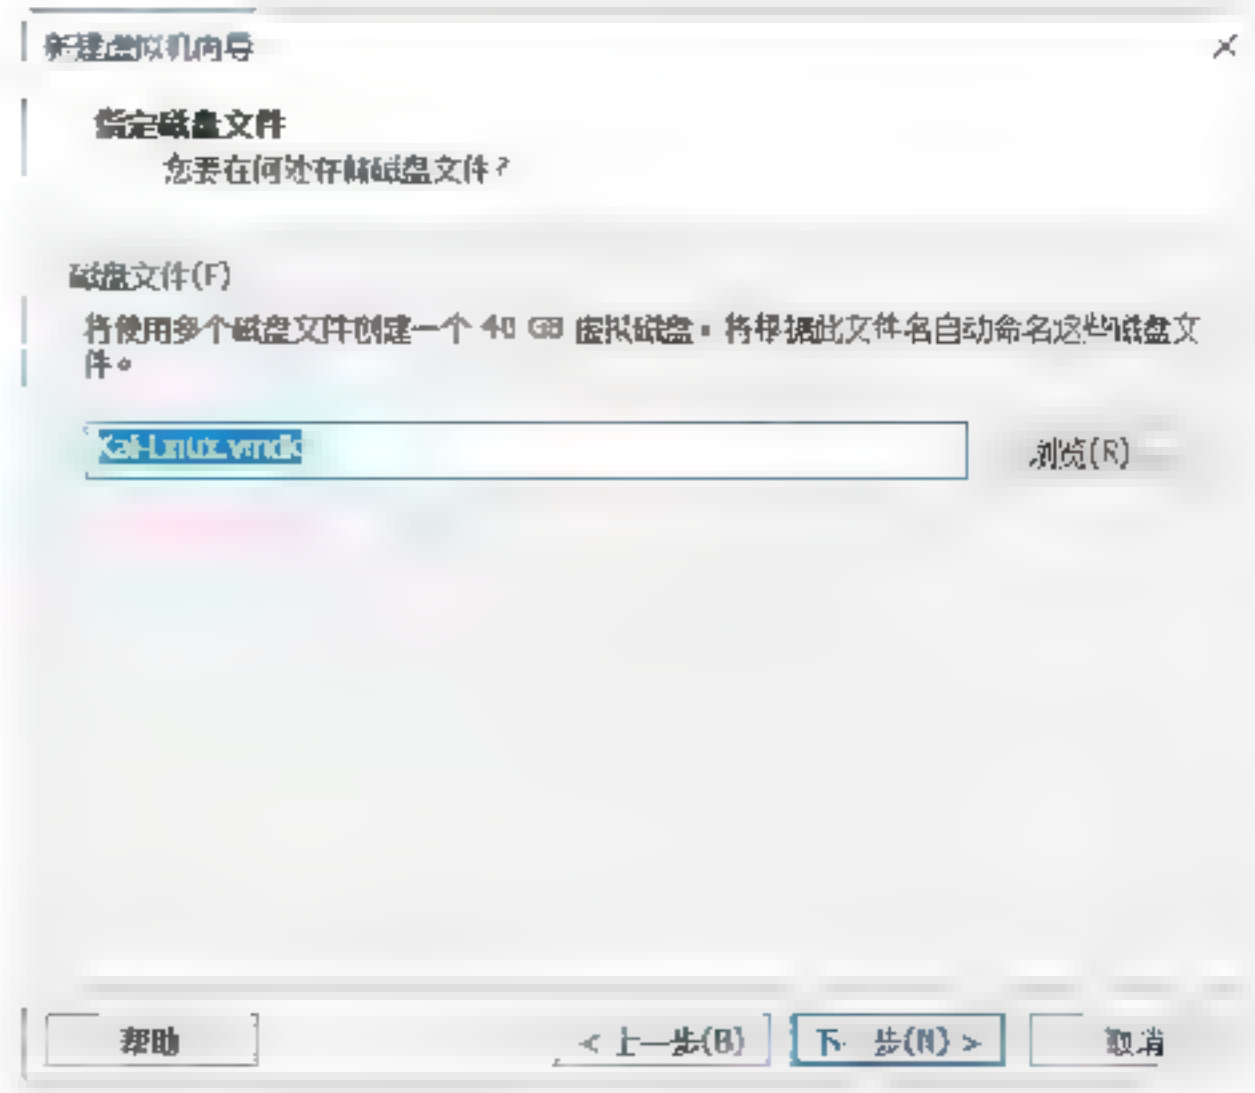 新建虚拟机向导
指定磁盘文件
您要在何处存储磁盘文件?
磁盘文件(F)
将使用多个磁盘文件创建一个 40 GB 虚拟磁盘。将根据此文件名自动命名这些磁盘文
件。
Kali-Linux.vmdk
浏览(R)
帮助
< 上一步(B)
下一步(N) >
取消